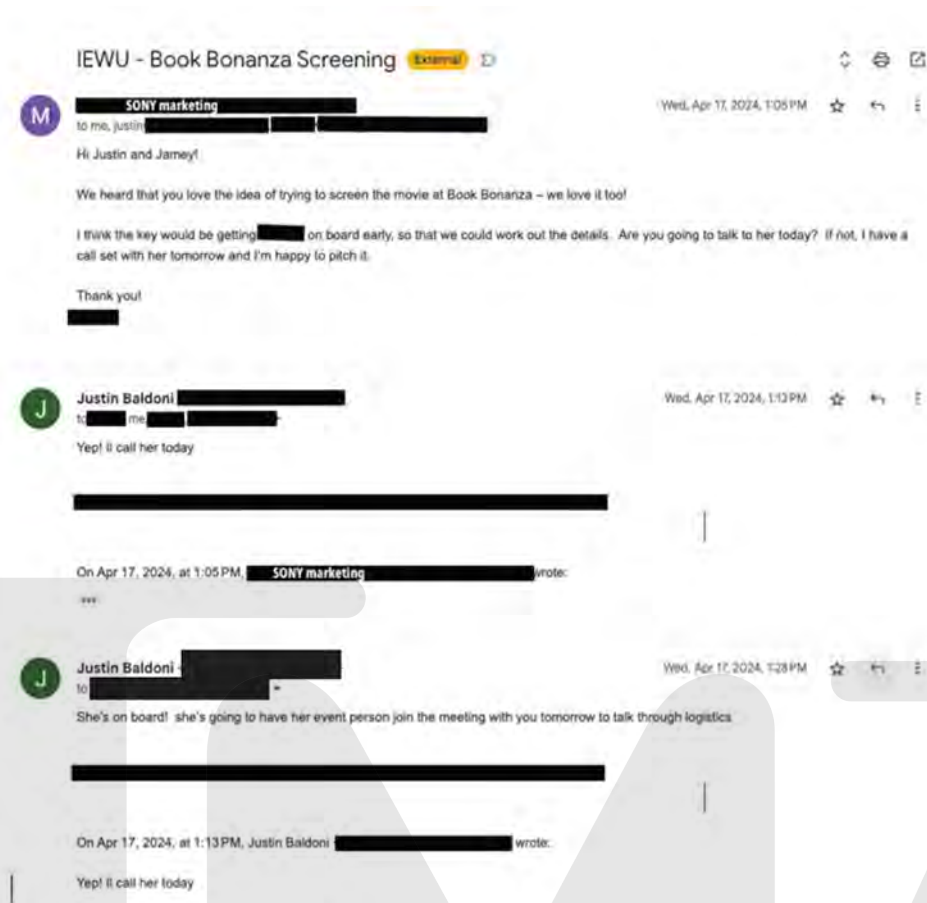 IEWU - Book Bonanza Screening External
M
SONY marketing
Wed, Apr 17, 2024, 1:05 PM
to me, justin
Hi Justin and Jamey!
We heard that you love the idea of trying to screen the movie at Book Bonanza – we love it too!
I think the key would be getting on board early, so that we could work out the details. Are you going to talk to her today? If not, I have a
call set with her tomorrow and I'm happy to pitch it.
Thank you!
J
Justin Baldoni
Wed, Apr 17, 2024, 1:13 PM
to me,
Yep! Il call her today
On Apr 17, 2024, at 1:05 PM, SONY marketing wrote:
•••
J
Justin Baldoni
Wed, Apr 17, 2024, 1:28 PM
to
She's on board! she's going to have her event person join the meeting with you tomorrow to talk through logistics
On Apr 17, 2024, at 1:13 PM, Justin Baldoni wrote:
Yep! Il call her today